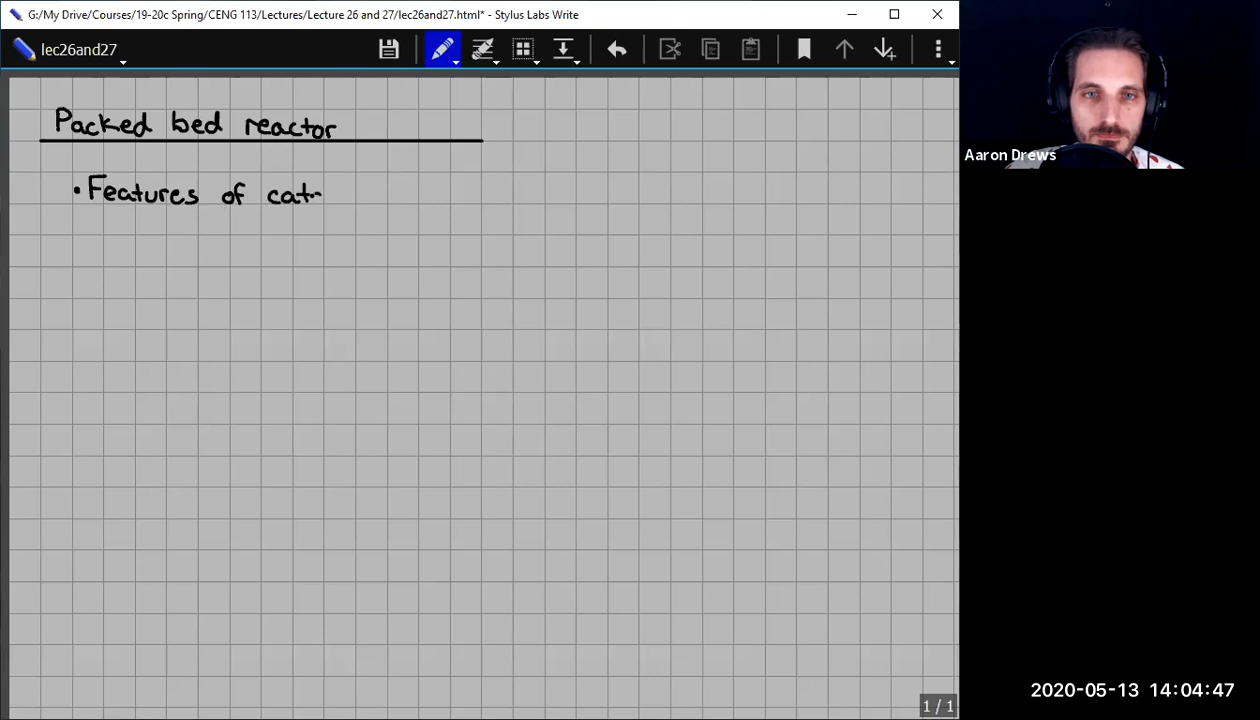 G:/My Drive/Courses/19-20c Spring/CENG 113/Lectures/Lecture 26 and 27/lec26and27.html* - Stylus Labs Write
lec26and27
Packed bed reactor
• Features of cat
Aaron Drews
2020-05-13 14:04:47
1 / 1